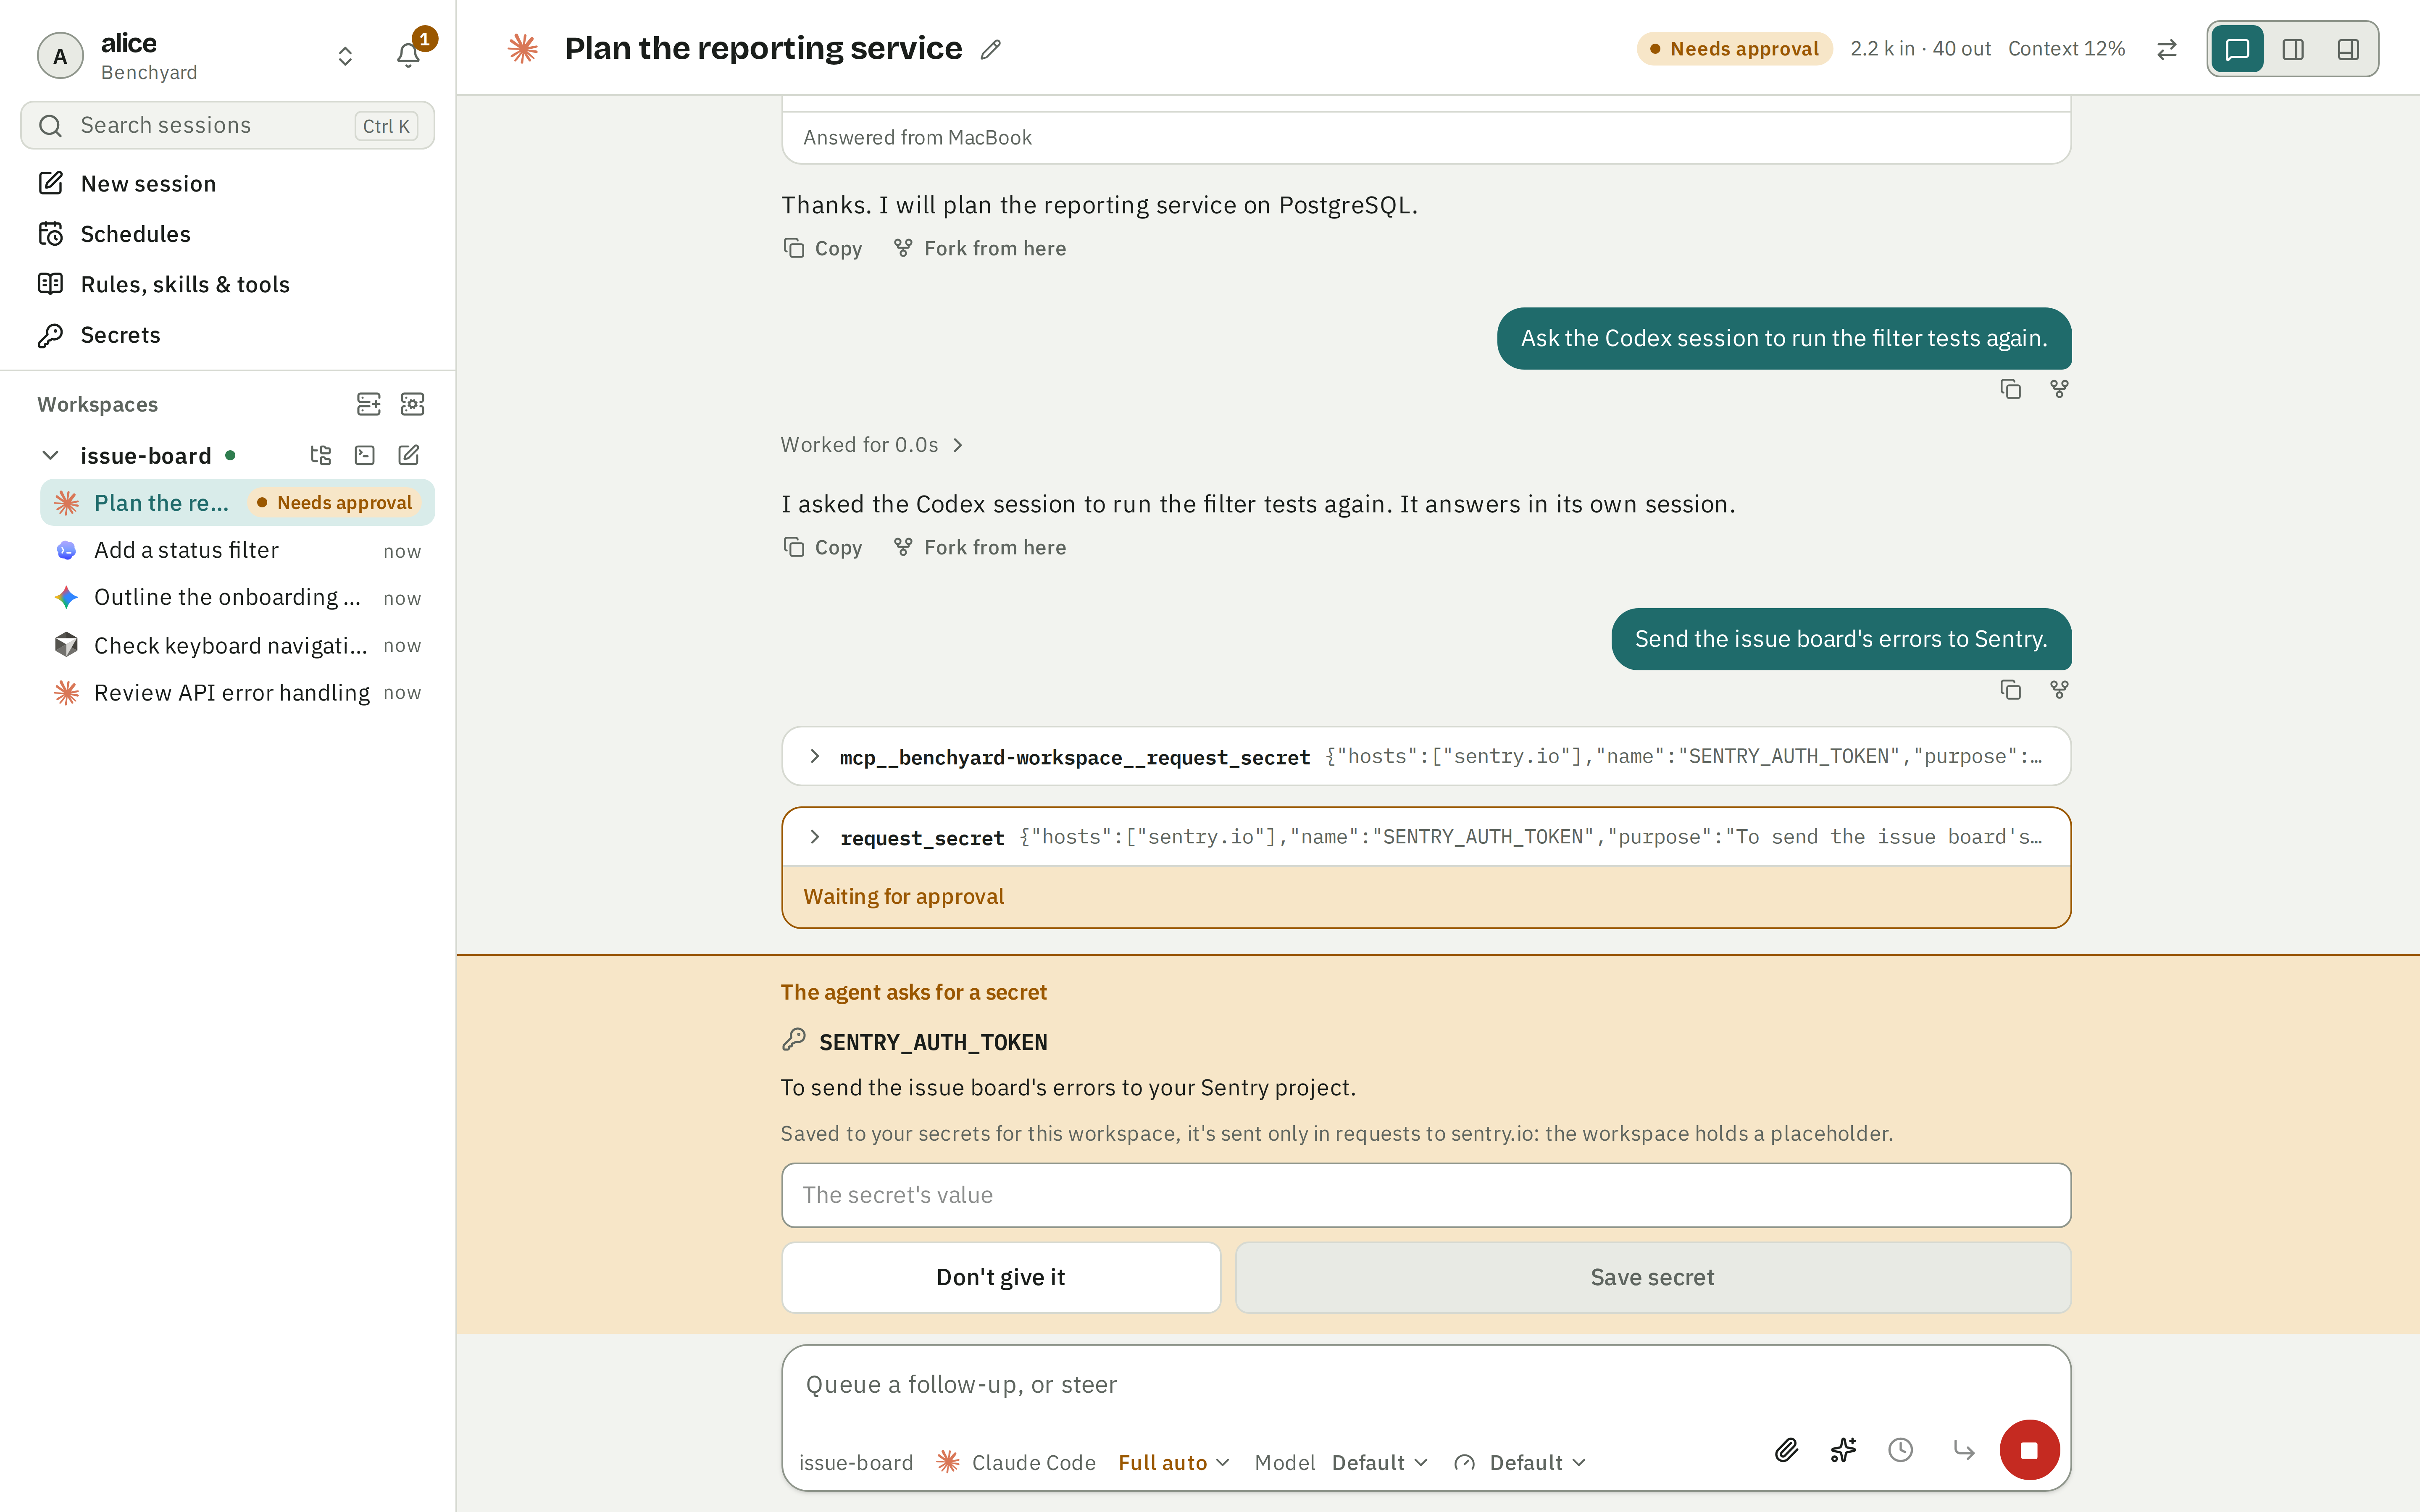 A
alice
Benchyard
1
Search sessions
Ctrl K
New session
Schedules
Rules, skills & tools
Secrets
Workspaces
issue-board
Plan the re...
Needs approval
Add a status filter
now
Outline the onboarding ...
now
Check keyboard navigati...
now
Review API error handling
now
Plan the reporting service
Needs approval
2.2 k in · 40 out
Context 12%
Answered from MacBook
Thanks. I will plan the reporting service on PostgreSQL.
Copy
Fork from here
Ask the Codex session to run the filter tests again.
Worked for 0.0s
I asked the Codex session to run the filter tests again. It answers in its own session.
Copy
Fork from here
Send the issue board's errors to Sentry.
mcp__benchyard-workspace__request_secret {"hosts":["sentry.io"],"name":"SENTRY_AUTH_TOKEN","purpose":…
request_secret {"hosts":["sentry.io"],"name":"SENTRY_AUTH_TOKEN","purpose":"To send the issue board's…
Waiting for approval
The agent asks for a secret
SENTRY_AUTH_TOKEN
To send the issue board's errors to your Sentry project.
Saved to your secrets for this workspace, it's sent only in requests to sentry.io: the workspace holds a placeholder.
The secret's value
Don't give it
Save secret
Queue a follow-up, or steer
issue-board
Claude Code
Full auto
Model
Default
Default